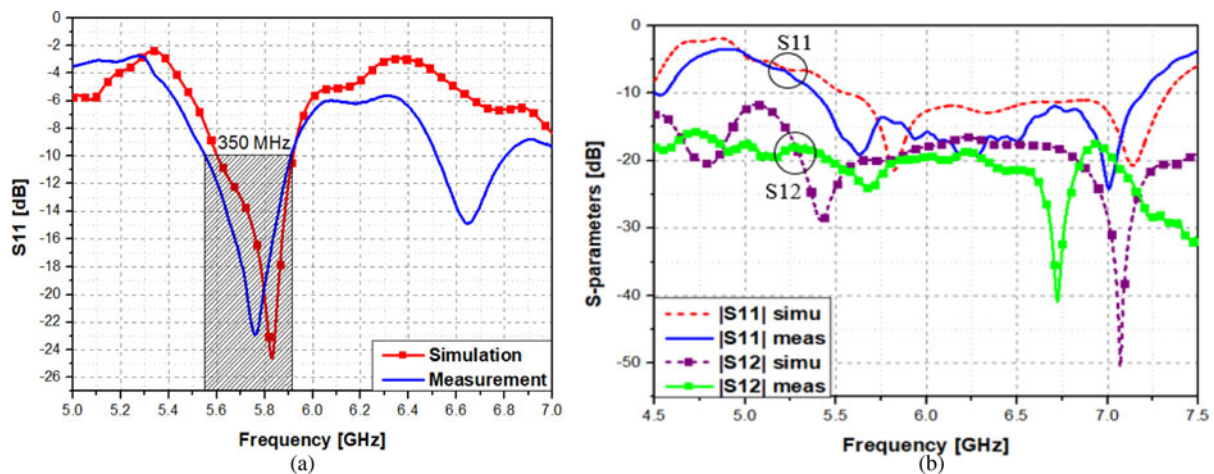 0
-2
-4
-6
-8
-10
-12
-14
-16
-18
-20
-22
-24
-26
S11 [dB]
350 MHz
Simulation
Measurement
5.0 5.2 5.4 5.6 5.8 6.0 6.2 6.4 6.6 6.8 7.0
Frequency [GHz]
(a)
0
-10
-20
-30
-40
-50
S-parameters [dB]
S11
S12
|S11| simu
|S11| meas
|S12| simu
|S12| meas
4.5 5.0 5.5 6.0 6.5 7.0 7.5
Frequency [GHz]
(b)